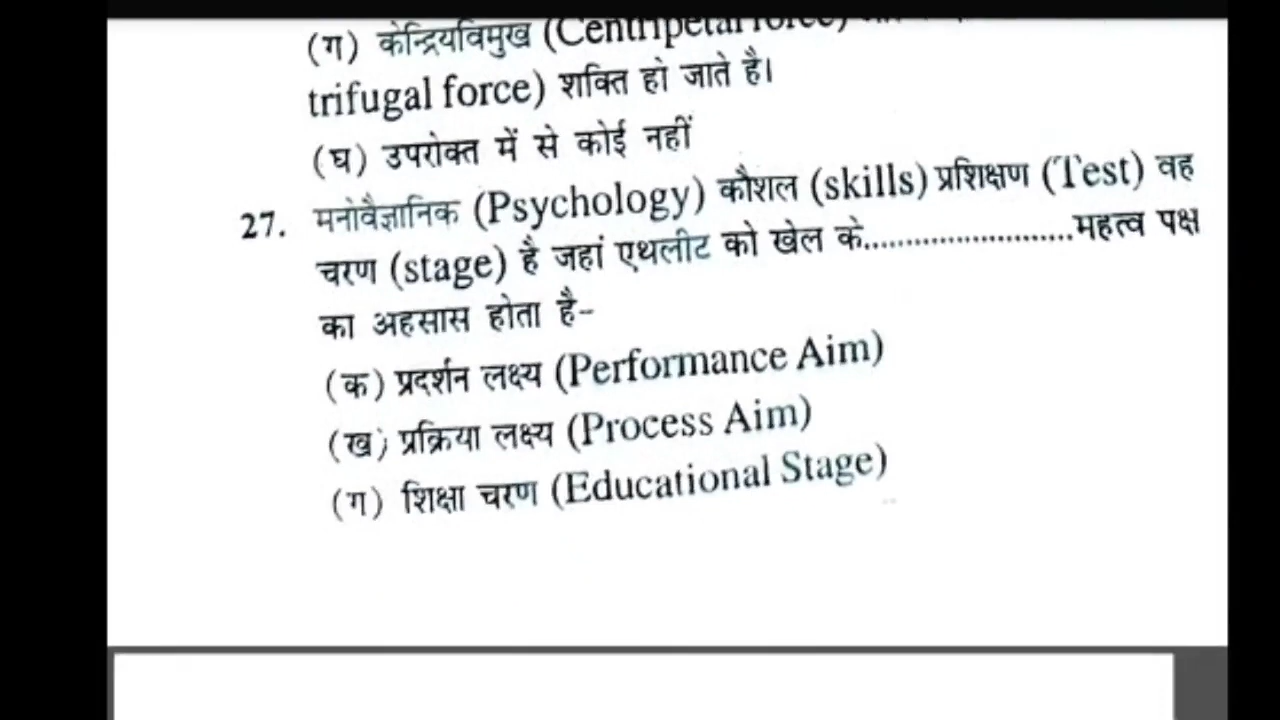 (ग) केन्द्रियविमुख (Centripetal force)
trifugal force) शक्ति हो जाते है।
(घ) उपरोक्त में से कोई नहीं
27. मनोवैज्ञानिक (Psychology) कौशल (skills) प्रशिक्षण (Test) वह
चरण (stage) है जहां एथलीट को खेल के.........................महत्व पक्ष
का अहसास होता है-
(क) प्रदर्शन लक्ष्य (Performance Aim)
(ख) प्रक्रिया लक्ष्य (Process Aim)
(ग) शिक्षा चरण (Educational Stage)